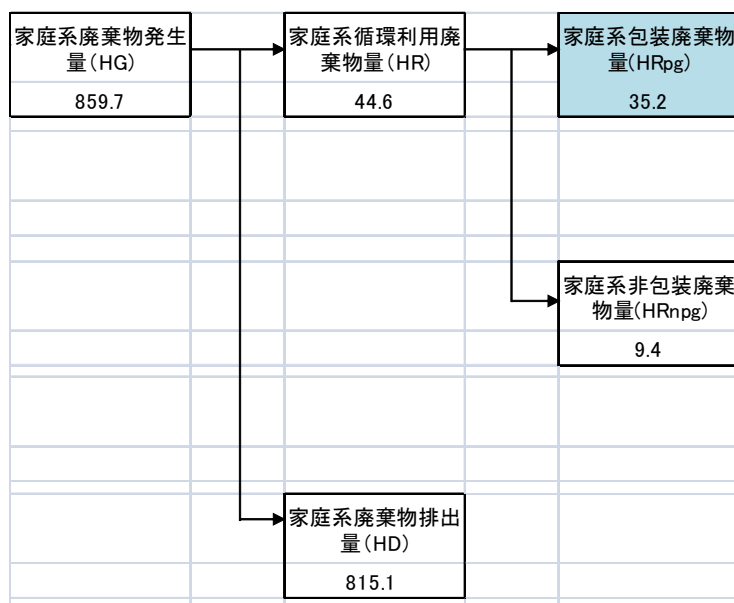 家庭系廃棄物発生
量(HG)
859.7
家庭系循環利用廃
棄物量(HR)
44.6
家庭系包装廃棄物
量(HRpg)
35.2
家庭系非包装廃棄
物量(HRnpg)
9.4
家庭系廃棄物排出
量(HD)
815.1